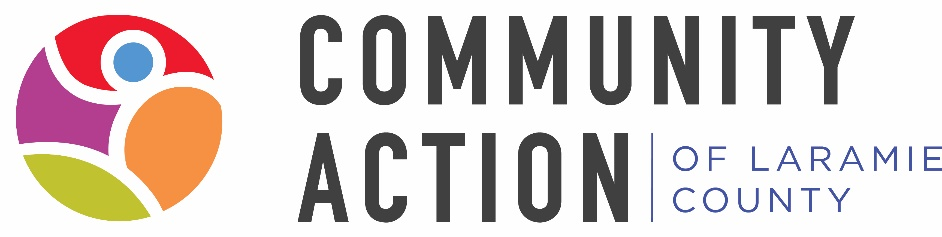 COMMUNITY
ACTION
OF LARAMIE
COUNTY